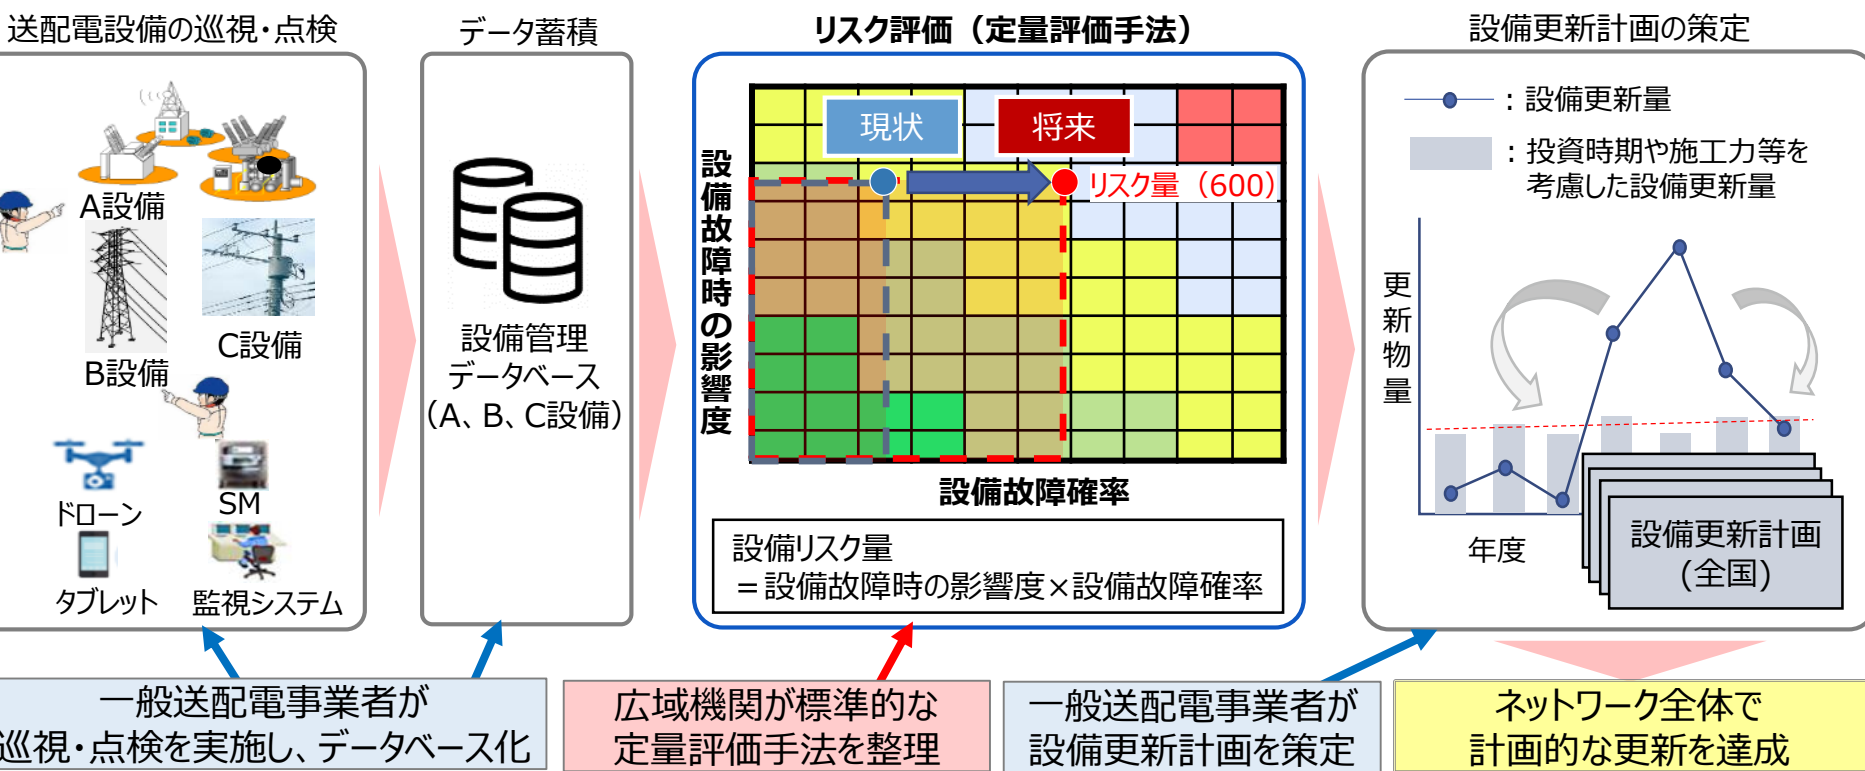 送配電設備の巡視・点検
A設備
B設備
C設備
ドローン
SM
タブレット
監視システム
データ蓄積
設備管理
データベース
（A、B、C設備）
リスク評価（定量評価手法）
現状
将来
リスク量（600）
設備故障時の影響度
設備故障確率
設備リスク量
＝設備故障時の影響度×設備故障確率
設備更新計画の策定
：設備更新量
：投資時期や施工力等を
考慮した設備更新量
更新物量
年度
設備更新計画
(全国)
一般送配電事業者が
巡視・点検を実施し、データベース化
広域機関が標準的な
定量評価手法を整理
一般送配電事業者が
設備更新計画を策定
ネットワーク全体で
計画的な更新を達成